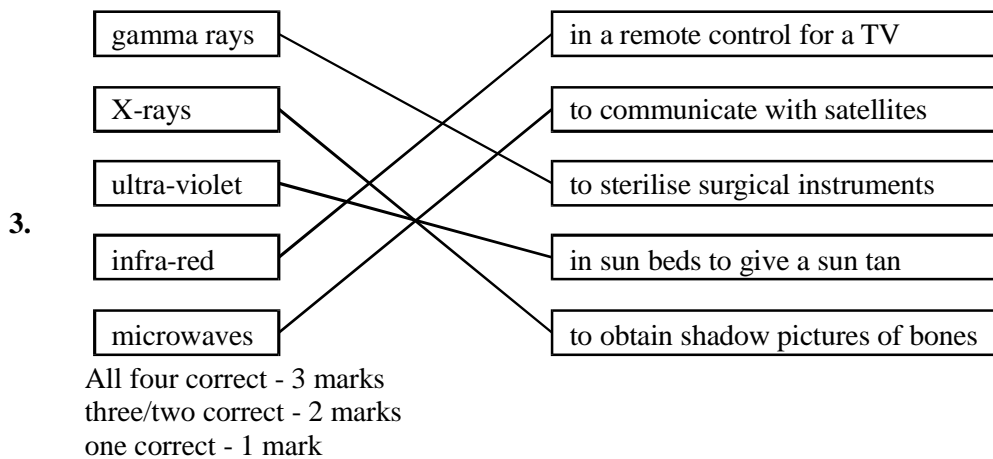 gamma rays in a remote control for a TV
X-rays to communicate with satellites
ultra-violet to sterilise surgical instruments
3.
infra-red in sun beds to give a sun tan
microwaves to obtain shadow pictures of bones
All four correct - 3 marks
three/two correct - 2 marks
one correct - 1 mark